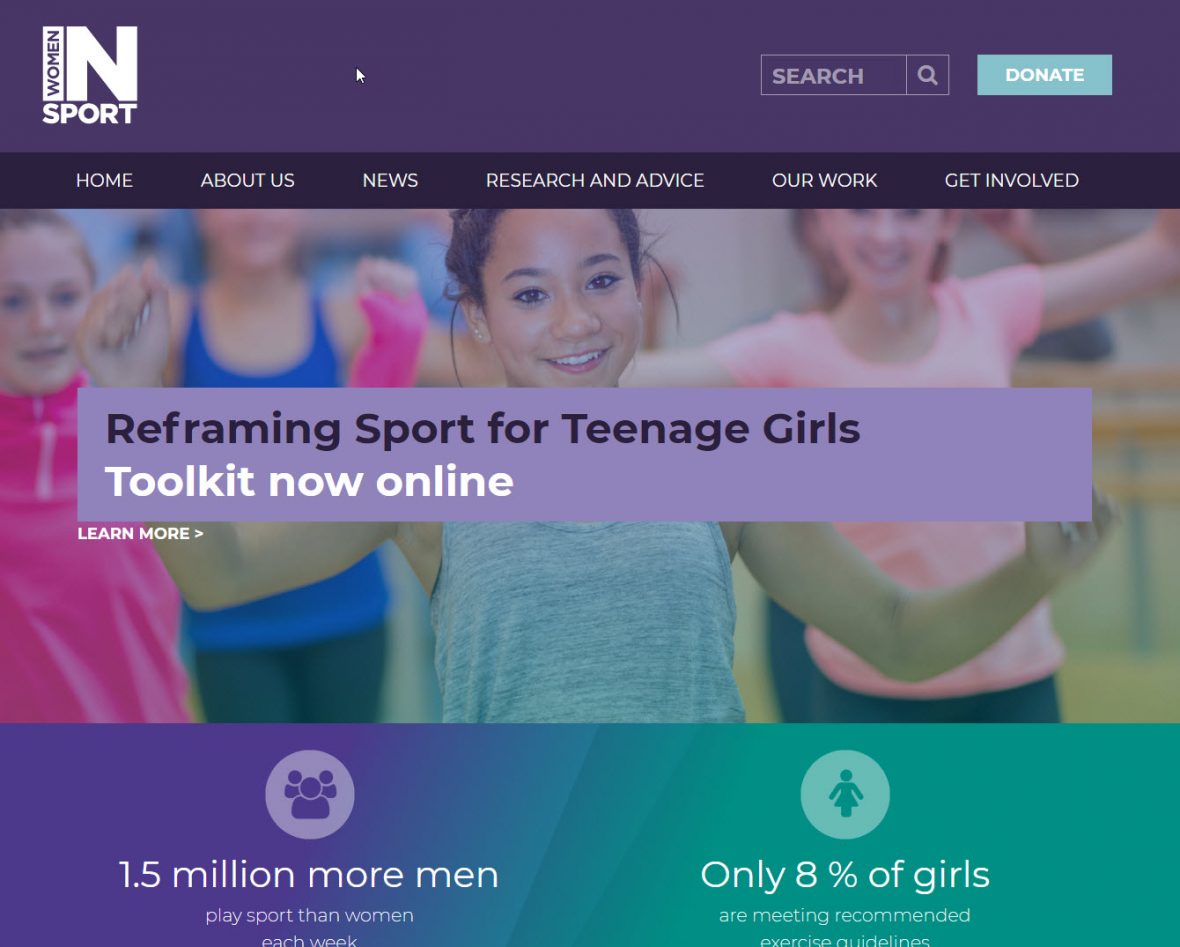 WOMEN
IN
SPORT
SEARCH
DONATE
HOME ABOUT US NEWS RESEARCH AND ADVICE OUR WORK GET INVOLVED
Reframing Sport for Teenage Girls
Toolkit now online
LEARN MORE >
1.5 million more men
play sport than women
each week
Only 8 % of girls
are meeting recommended
exercise guidelines